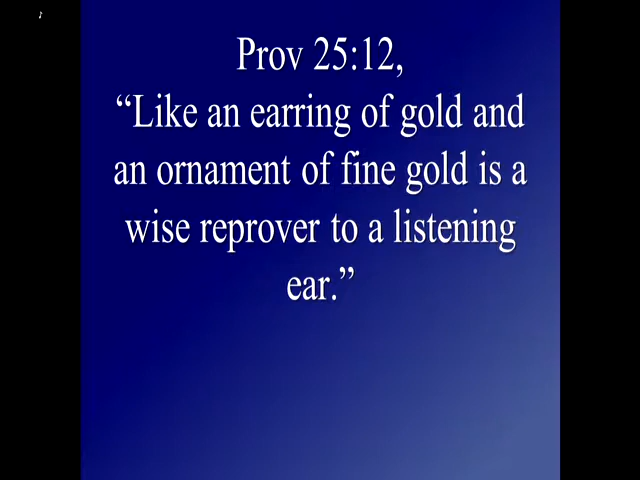 Prov 25:12,
“Like an earring of gold and
an ornament of fine gold is a
wise reprover to a listening
ear.”